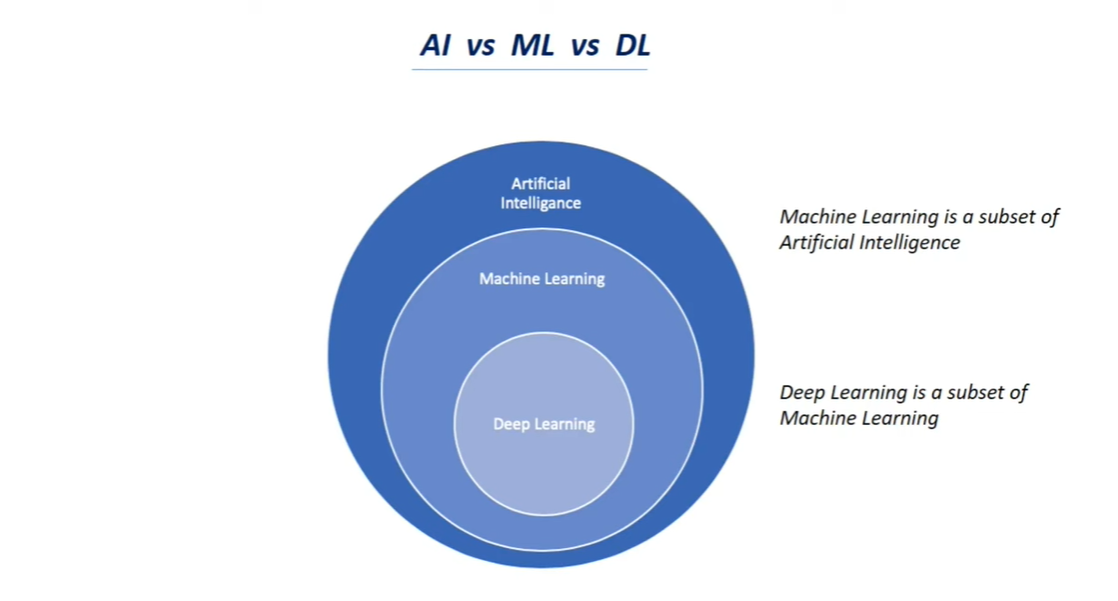 AI vs ML vs DL
Artificial
Intelligance
Machine Learning
Deep Learning
Machine Learning is a subset of
Artificial Intelligence
Deep Learning is a subset of
Machine Learning